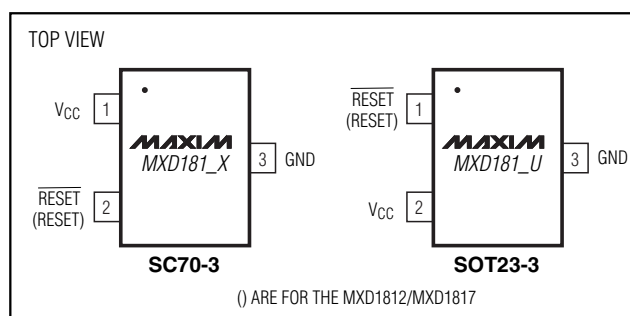 TOP VIEW
VCC 1
RESET
(RESET) 2
3 GND
MAXIM
MXD181_X
SC70-3
RESET
(RESET) 1
VCC 2
3 GND
MAXIM
MXD181_U
SOT23-3
() ARE FOR THE MXD1812/MXD1817